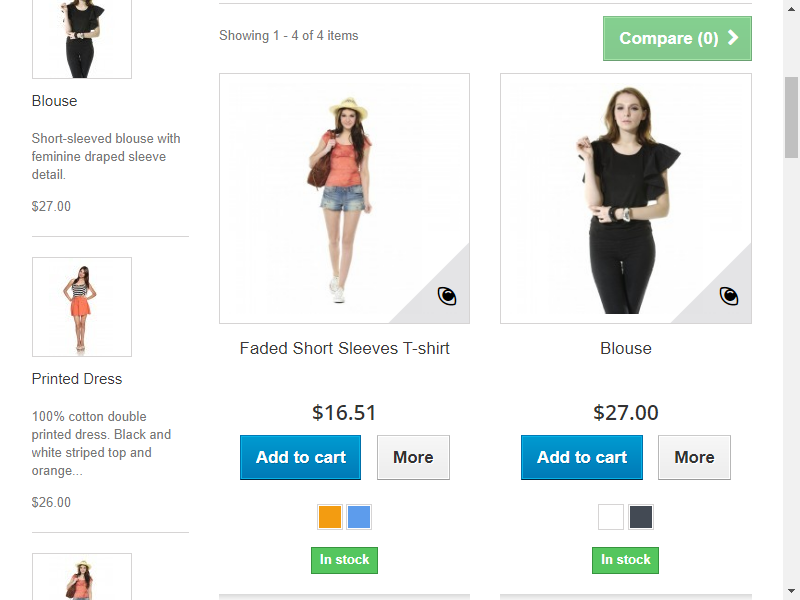 Blouse
Short-sleeved blouse with
feminine draped sleeve
detail.
$27.00
Printed Dress
100% cotton double
printed dress. Black and
white striped top and
orange...
$26.00
Showing 1 - 4 of 4 items
Compare (0)
Faded Short Sleeves T-shirt
$16.51
Add to cart
More
In stock
Blouse
$27.00
Add to cart
More
In stock